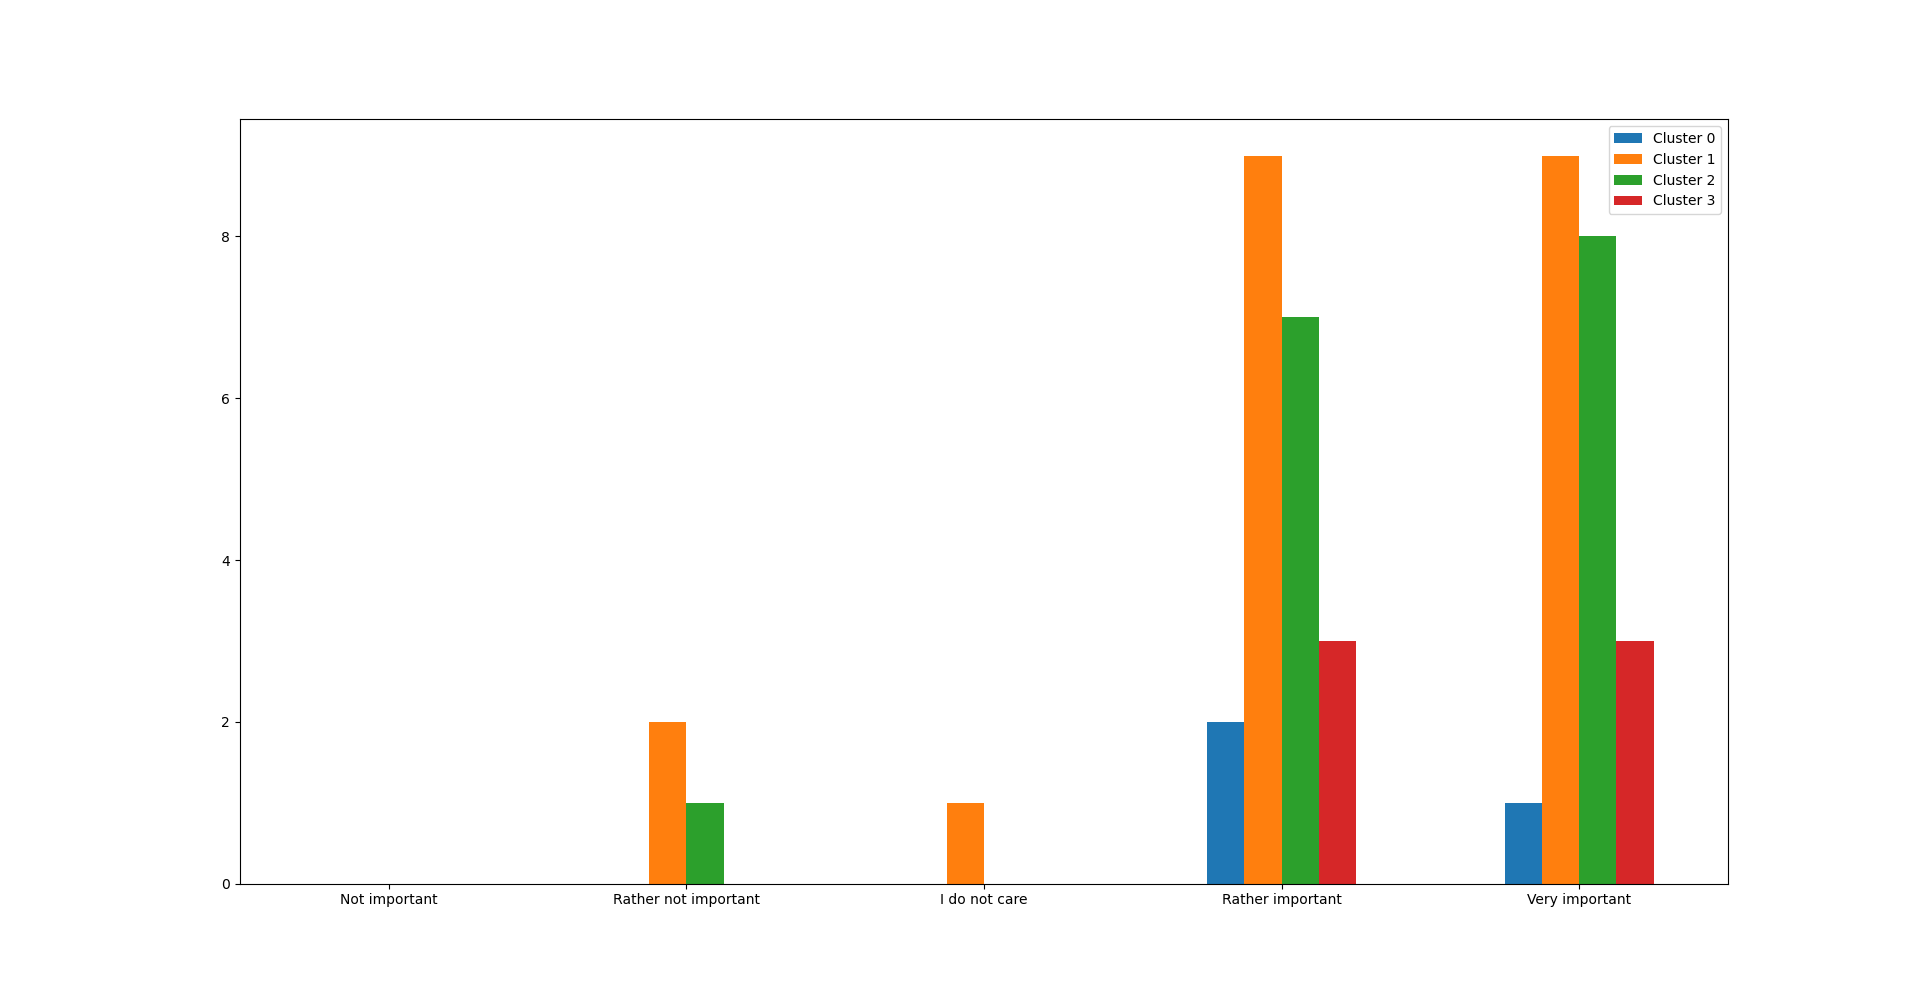 Cluster 0
Cluster 1
Cluster 2
Cluster 3
8
6
4
2
0
Not important Rather not important I do not care Rather important Very important